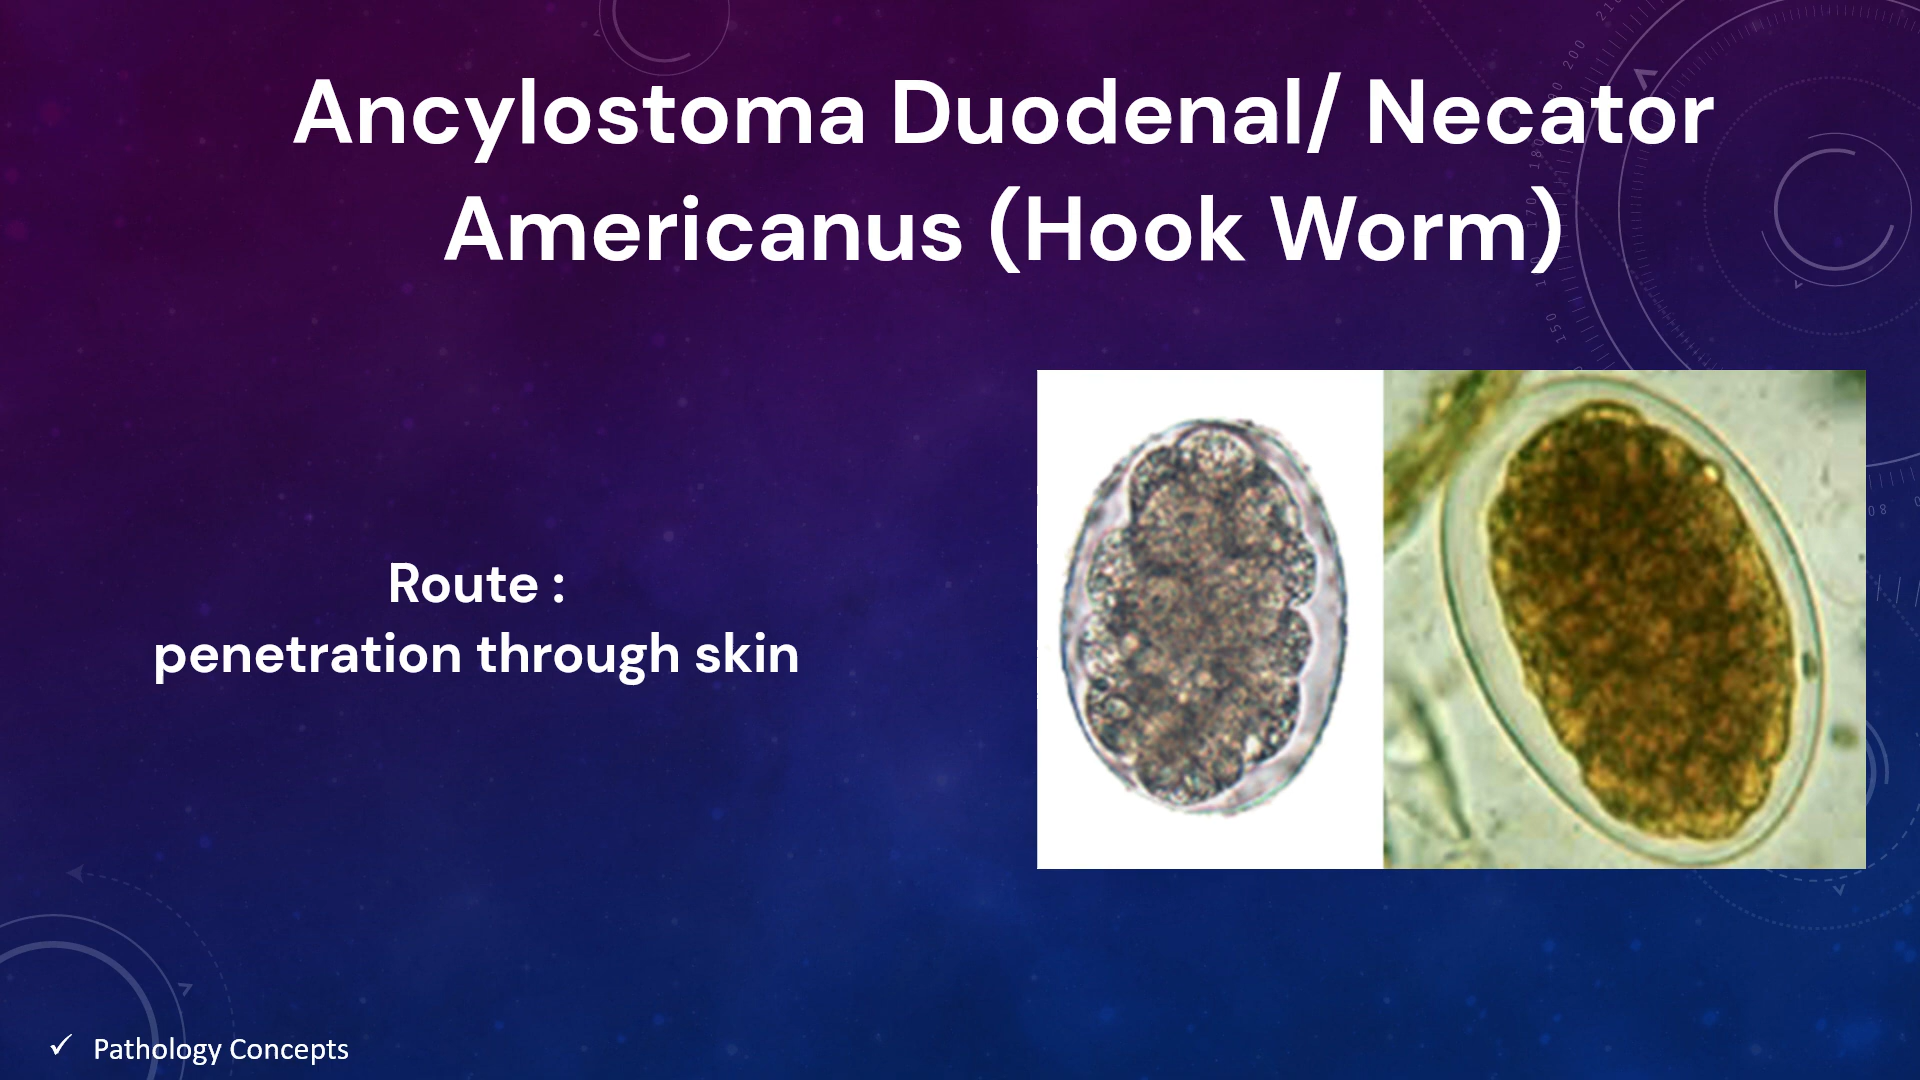 Ancylostoma Duodenal/ Necator
Americanus (Hook Worm)
Route :
penetration through skin
✓ Pathology Concepts